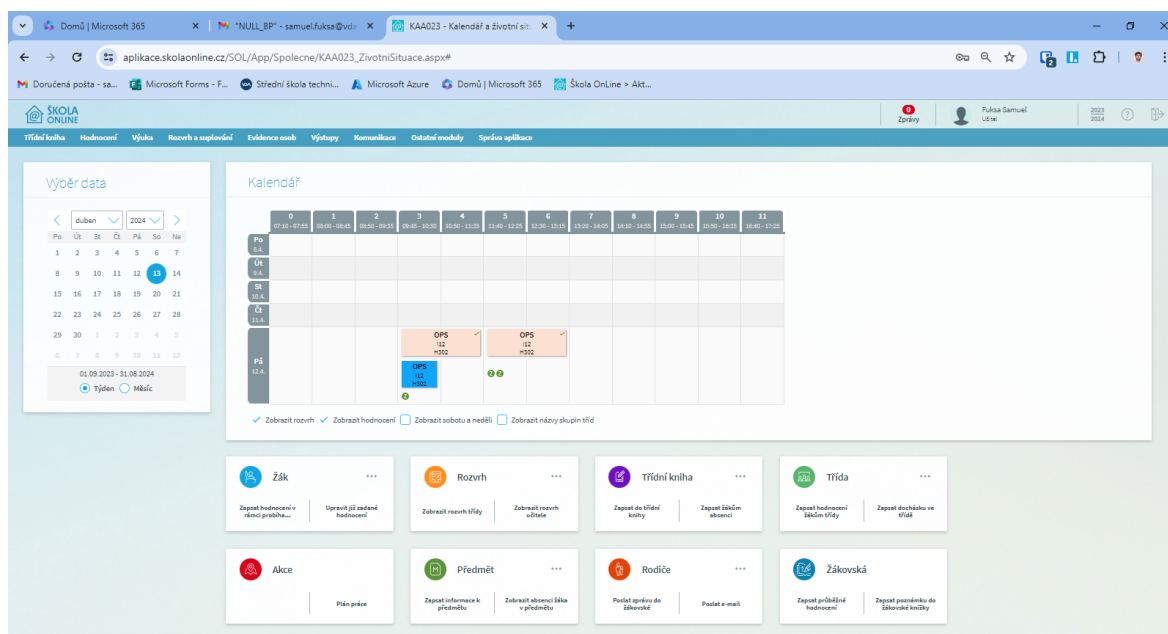 Domů | Microsoft 365
"NULL_BP" - samuel.fuksa@vda
KAA023 - Kalendář a životní situ
aplikace.skolaonline.cz/SOL/App/Spolecne/KAA023_ZivotniSituace.aspx#
Doručená pošta - sa...
Microsoft Forms - F...
Střední škola techni...
Microsoft Azure
Domů | Microsoft 365
Škola OnLine > Akt...
ŠKOLA
ONLINE
0
Zprávy
Fuksa Samuel
Učitel
2023
2024
Třídní kniha Hodnocení Výuka Rozvrh a suplování Evidence osob Výstupy Komunikace Ostatní moduly Správa aplikace
Výběr data
duben 2024
Po Út St Čt Pá So Ne
1 2 3 4 5 6 7
8 9 10 11 12 13 14
15 16 17 18 19 20 21
22 23 24 25 26 27 28
29 30 1 2 3 4 5
6 7 8 9 10 11 12
01.09.2023 - 31.08.2024
Týden Měsíc
Kalendář
0 1 2 3 4 5 6 7 8 9 10 11
07:10 - 07:55 08:00 - 08:45 08:50 - 09:35 09:45 - 10:30 10:50 - 11:35 11:40 - 12:25 12:30 - 13:15 13:20 - 14:05 14:10 - 14:55 15:00 - 15:45 15:50 - 16:35 16:40 - 17:25
Po
8.4.
Út
9.4.
St
10.4.
Čt
11.4.
Pá
12.4.
OPS
I12
M302
OPS
I12
M302
OPS
I12
M302
Z Z
Z
Zobrazit rozvrh Zobrazit hodnocení Zobrazit sobotu a neděli Zobrazit názvy skupin tříd
Žák
Zapsat hodnocení v
rámci probíha...
Upravit již zadané
hodnocení
Rozvrh
Zobrazit rozvrh třídy
Zobrazit rozvrh
učitele
Třídní kniha
Zapsat do třídní
knihy
Zapsat žákům
absenci
Třída
Zapsat hodnocení
žákům třídy
Zapsat docházku ve
třídě
Akce
Plán práce
Předmět
Zapsat informace k
předmětu
Zobrazit absenci žáka
v předmětu
Rodiče
Poslat zprávu do
žákovské
Poslat e-mail
Žákovská
Zapsat průběžné
hodnocení
Zapsat poznámku do
žákovské knížky